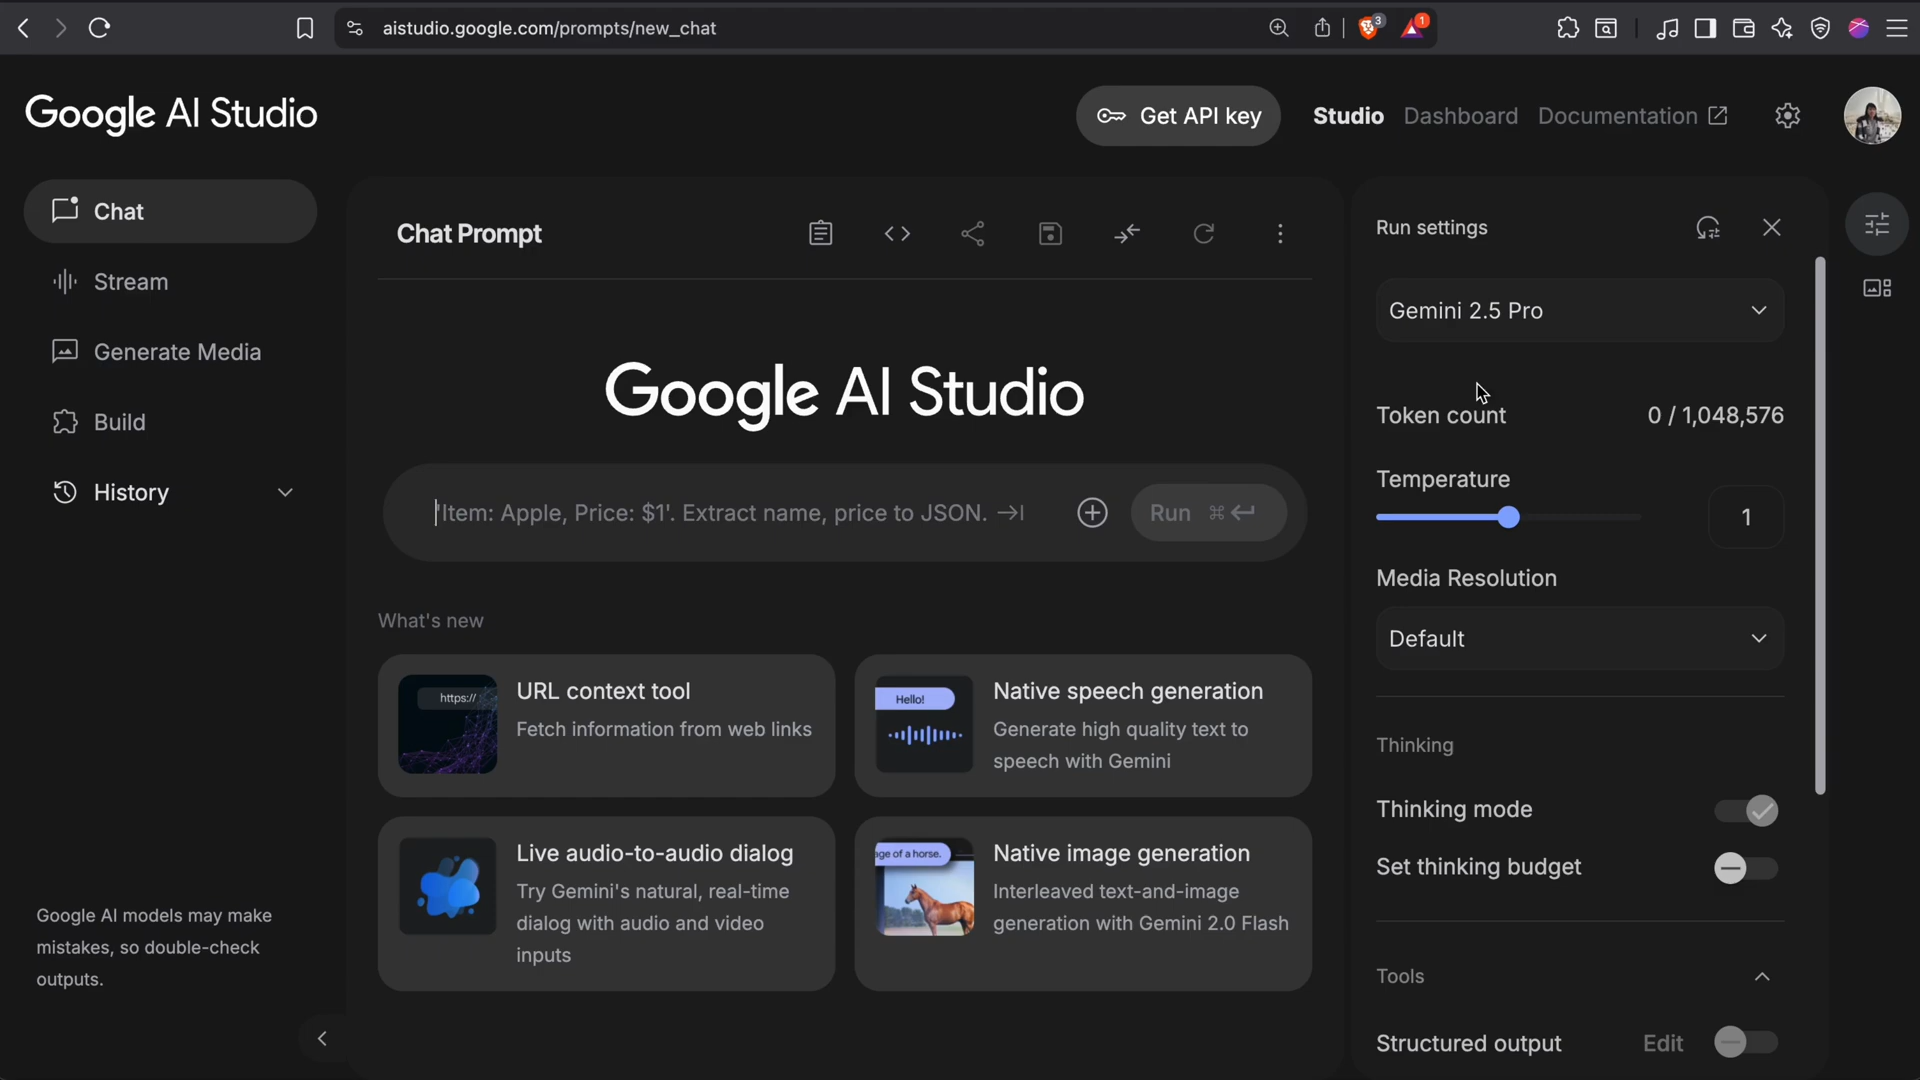 aistudio.google.com/prompts/new_chat
3
1
Google AI Studio
Get API key
Studio
Dashboard
Documentation
Chat
Stream
Generate Media
Build
History
Google AI models may make
mistakes, so double-check
outputs.
Chat Prompt
Google AI Studio
'Item: Apple, Price: $1'. Extract name, price to JSON.
Run ⌘
What's new
https://
URL context tool
Fetch information from web links
Hello!
Native speech generation
Generate high quality text to
speech with Gemini
Live audio-to-audio dialog
Try Gemini's natural, real-time
dialog with audio and video
inputs
age of a horse.
Native image generation
Interleaved text-and-image
generation with Gemini 2.0 Flash
Run settings
Gemini 2.5 Pro
Token count 0 / 1,048,576
Temperature
1
Media Resolution
Default
Thinking
Thinking mode
Set thinking budget
Tools
Structured output Edit